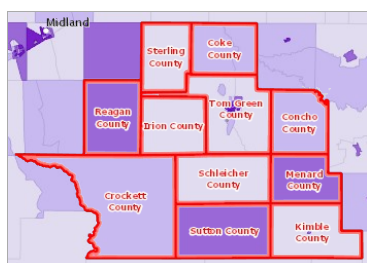 Midland
Sterling
County
Coke
County
Reagan
County
Irion County
Tom Green
County
Concho
County
Crockett
County
Schleicher
County
Menard
County
Sutton County
Kimble
County